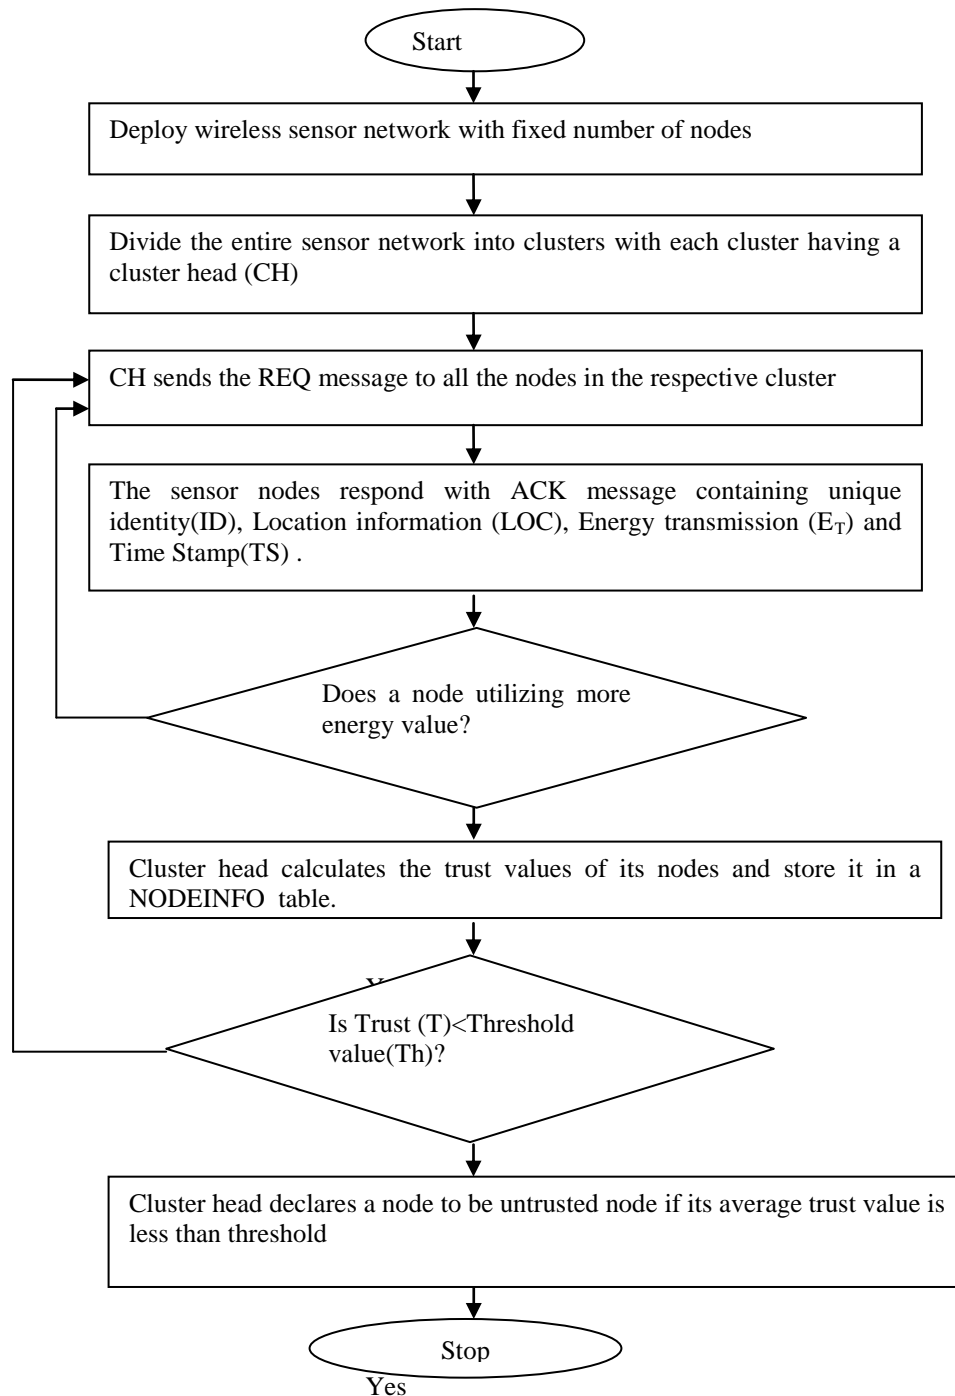 Start
Deploy wireless sensor network with fixed number of nodes
Divide the entire sensor network into clusters with each cluster having a
cluster head (CH)
CH sends the REQ message to all the nodes in the respective cluster
The sensor nodes respond with ACK message containing unique
identity(ID), Location information (LOC), Energy transmission (E_T) and
Time Stamp(TS) .
Does a node utilizing more
energy value?
Cluster head calculates the trust values of its nodes and store it in a
NODEINFO table.
Is Trust (T)<Threshold
value(Th)?
Cluster head declares a node to be untrusted node if its average trust value is
less than threshold
Stop
Yes